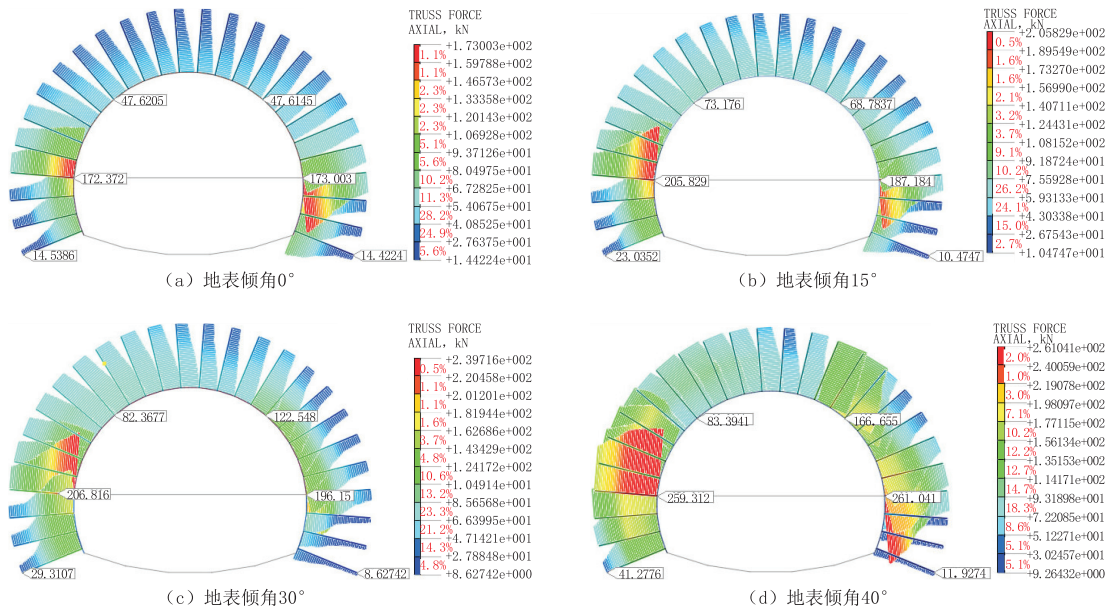 TRUSS FORCE
AXIAL, kN
+1.73003e+002
1.1%
+1.59788e+002
1.1%
+1.46573e+002
2.3%
+1.33358e+002
2.3%
+1.20143e+002
2.3%
+1.06928e+002
5.1%
+9.37126e+001
5.6%
+8.04975e+001
10.2%
+6.72825e+001
11.3%
+5.40675e+001
28.2%
+4.08525e+001
24.9%
+2.76375e+001
5.6%
+1.44224e+001
47.6205
47.6145
172.372
173.003
14.5386
14.4224
(a) 地表倾角0°
TRUSS FORCE
AXIAL, kN
+2.05829e+002
0.5%
+1.89549e+002
1.6%
+1.73270e+002
1.6%
+1.56990e+002
2.1%
+1.40711e+002
3.2%
+1.24431e+002
3.7%
+1.08152e+002
9.1%
+9.18724e+001
10.2%
+7.55928e+001
26.2%
+5.93133e+001
24.1%
+4.30338e+001
15.0%
+2.67543e+001
2.7%
+1.04747e+001
73.176
68.7837
205.829
187.184
23.0352
10.4747
(b) 地表倾角15°
TRUSS FORCE
AXIAL, kN
+2.39716e+002
0.5%
+2.20458e+002
1.1%
+2.01201e+002
1.1%
+1.81944e+002
1.6%
+1.62686e+002
3.7%
+1.43429e+002
4.8%
+1.24172e+002
10.6%
+1.04914e+001
13.2%
+8.56568e+001
23.3%
+6.63995e+001
21.2%
+4.71421e+001
14.3%
+2.78848e+001
4.8%
+8.62742e+000
82.3677
122.548
206.816
196.15
29.3107
8.62742
(c) 地表倾角30°
TRUSS FORCE
AXIAL, kN
+2.61041e+002
2.0%
+2.40059e+002
1.0%
+2.19078e+002
3.0%
+1.98097e+002
7.1%
+1.77115e+002
10.2%
+1.56134e+002
12.2%
+1.35153e+002
12.7%
+1.14171e+002
14.7%
+9.31898e+001
18.3%
+7.22085e+001
8.6%
+5.12271e+001
5.1%
+3.02457e+001
5.1%
+9.26432e+000
83.3941
166.655
259.312
261.041
41.2776
11.9274
(d) 地表倾角40°